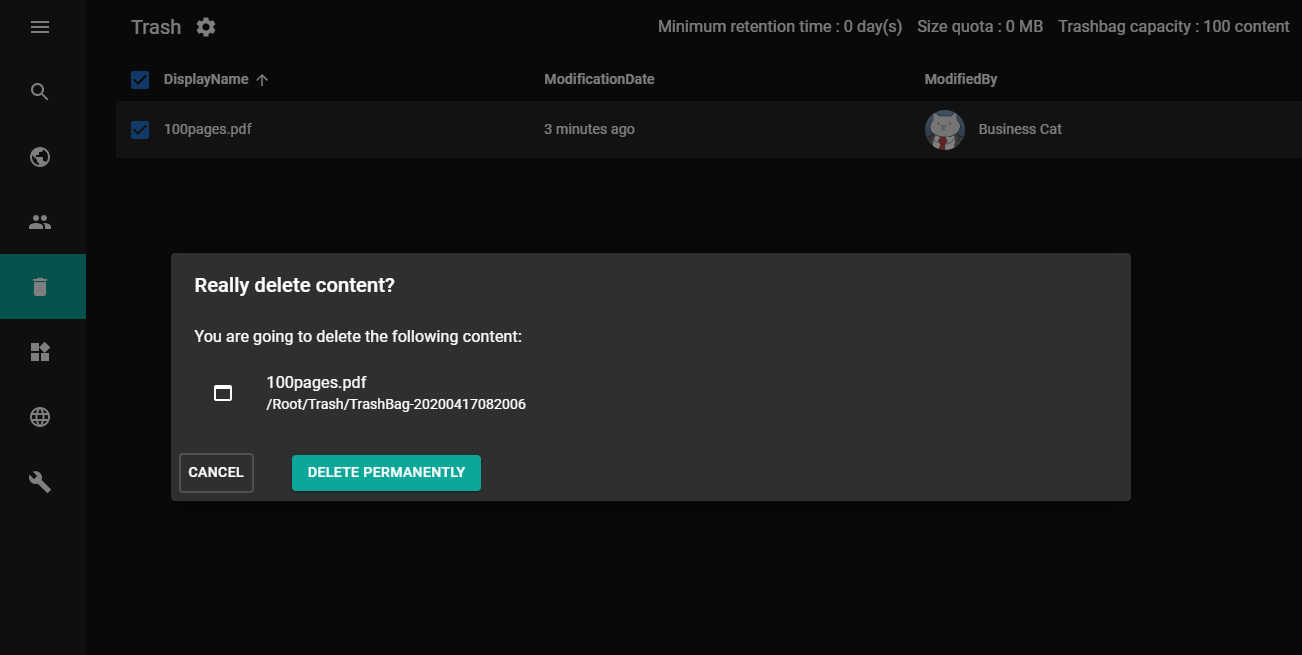 Trash Minimum retention time : 0 day(s) Size quota : 0 MB Trashbag capacity : 100 content
DisplayName ModificationDate ModifiedBy
100pages.pdf 3 minutes ago Business Cat
Really delete content?
You are going to delete the following content:
100pages.pdf
/Root/Trash/TrashBag-20200417082006
CANCEL DELETE PERMANENTLY